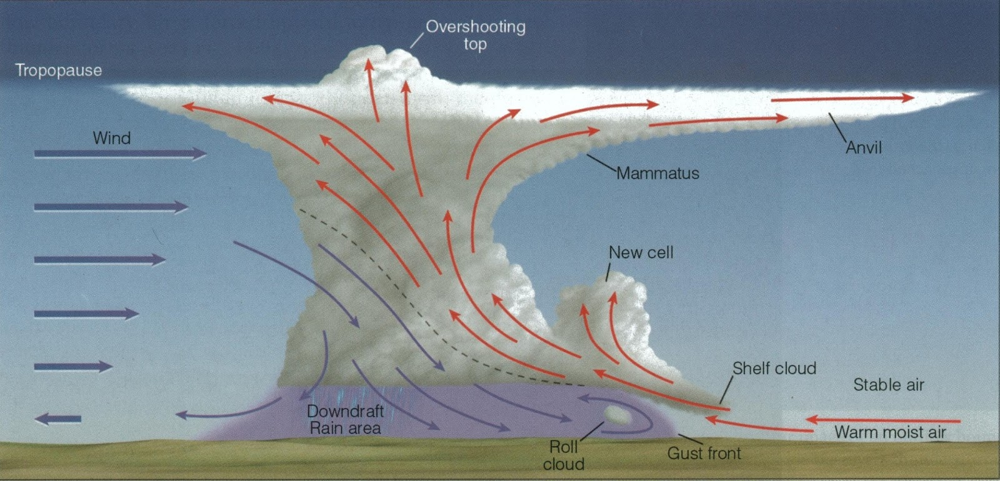 Overshooting
top
Tropopause
Wind
Anvil
Mammatus
New cell
Shelf cloud
Stable air
Downdraft
Rain area
Warm moist air
Roll
cloud
Gust front